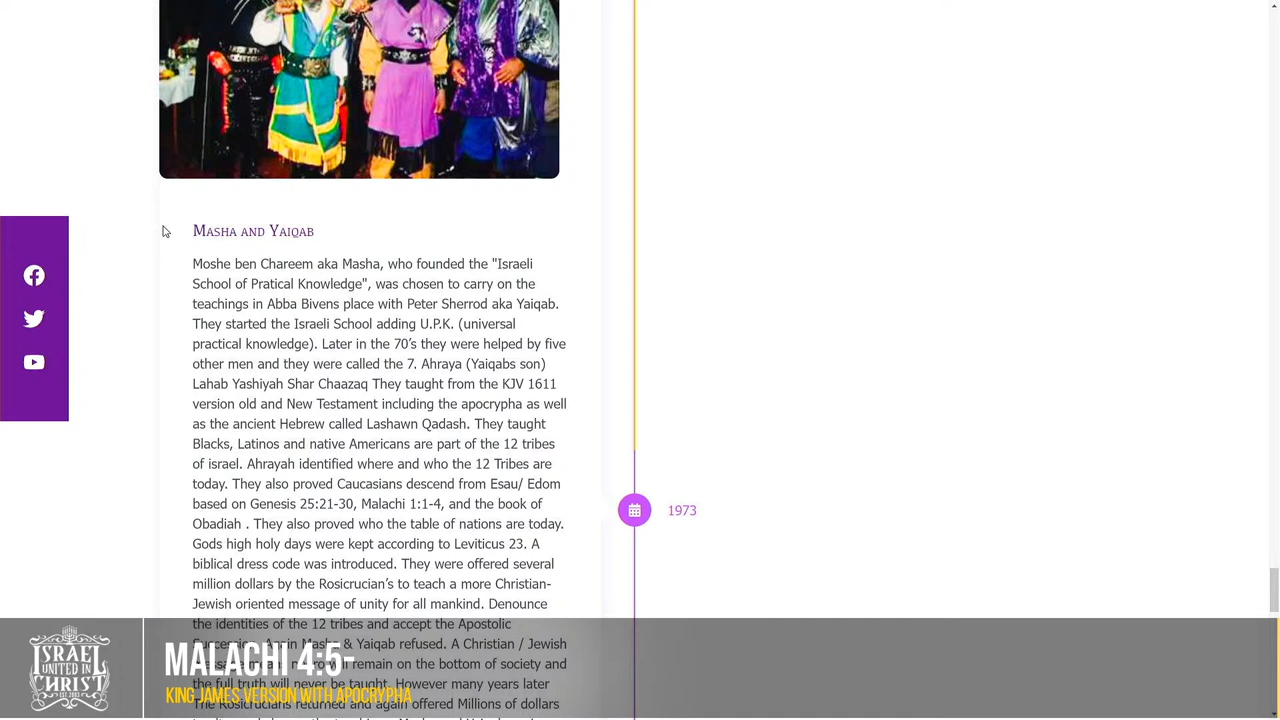 Masha and Yaiqab
Moshe ben Chareem aka Masha, who founded the "Israeli
School of Pratical Knowledge", was chosen to carry on the
teachings in Abba Bivens place with Peter Sherrod aka Yaiqab.
They started the Israeli School adding U.P.K. (universal
practical knowledge). Later in the 70's they were helped by five
other men and they were called the 7. Ahraya (Yaiqabs son)
Lahab Yashiyah Shar Chaazaq They taught from the KJV 1611
version old and New Testament including the apocrypha as well
as the ancient Hebrew called Lashawn Qadash. They taught
Blacks, Latinos and native Americans are part of the 12 tribes
of israel. Ahrayah identified where and who the 12 Tribes are
today. They also proved Caucasians descend from Esau/ Edom
based on Genesis 25:21-30, Malachi 1:1-4, and the book of
Obadiah . They also proved who the table of nations are today.
Gods high holy days were kept according to Leviticus 23. A
biblical dress code was introduced. They were offered several
million dollars by the Rosicrucian's to teach a more Christian-
Jewish oriented message of unity for all mankind. Denounce
the identities of the 12 tribes and accept the Apostolic
Masha & Yaiqab refused. A Christian / Jewish
will remain on the bottom of society and
the full truth will never be taught. However many years later
The Rosicrucians returned and again offered Millions of dollars
1973
ISRAEL
UNITED IN
CHRIST
EST 2003
MALACHI 4:5-
KING JAMES VERSION WITH APOCRYPHA